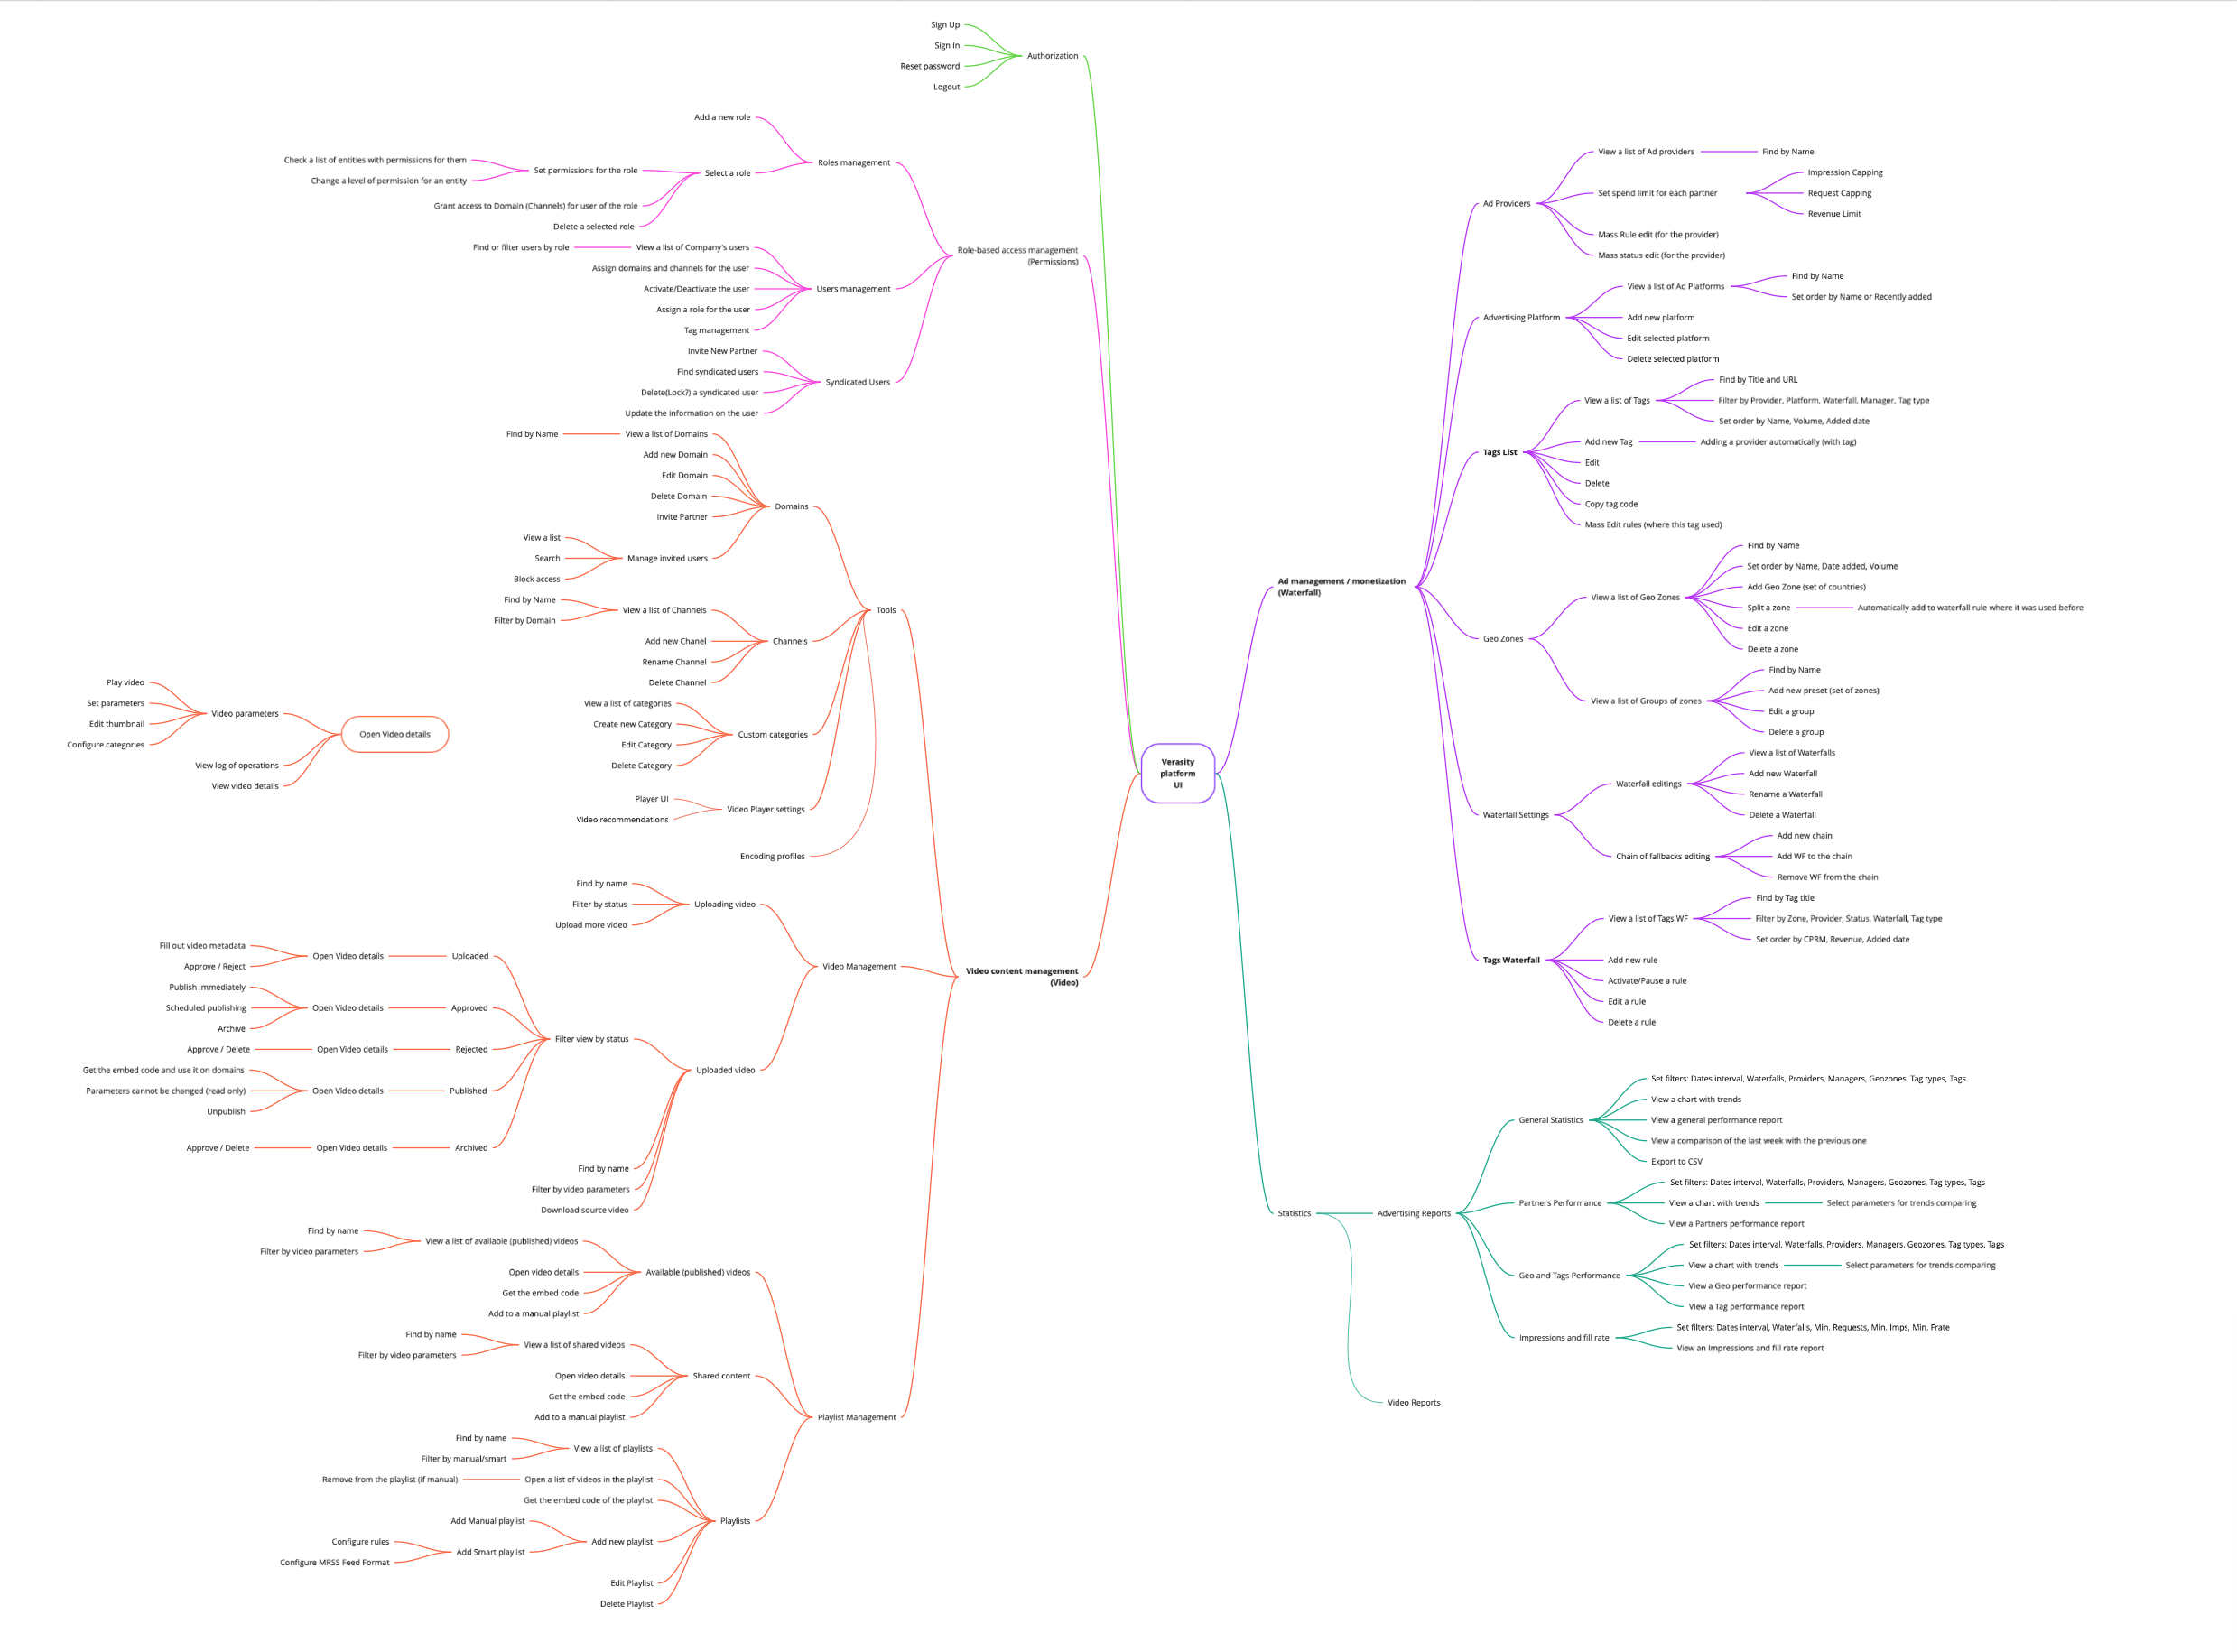 Verasity
platform
UI
Authorization
Sign Up
Sign In
Reset password
Logout
Role-based access management
(Permissions)
Roles management
Add a new role
Select a role
Set permissions for the role
Check a list of entities with permissions for them
Change a level of permission for an entity
Grant access to Domain (Channels) for user of the role
Delete a selected role
Users management
View a list of Company's users
Find or filter users by role
Assign domains and channels for the user
Activate/Deactivate the user
Assign a role for the user
Tag management
Syndicated Users
Invite New Partner
Find syndicated users
Delete(Lock?) a syndicated user
Update the information on the user
Video content management
(Video)
Tools
Domains
View a list of Domains
Find by Name
Add new Domain
Edit Domain
Delete Domain
Invite Partner
Manage invited users
View a list
Search
Block access
Channels
View a list of Channels
Find by Name
Filter by Domain
Add new Chanel
Rename Channel
Delete Channel
Custom categories
View a list of categories
Create new Category
Edit Category
Delete Category
Video Player settings
Player UI
Video recommendations
Encoding profiles
Open Video details
Video parameters
Play video
Set parameters
Edit thumbnail
Configure categories
View log of operations
View video details
Video Management
Uploading video
Find by name
Filter by status
Upload more video
Uploaded video
Filter view by status
Uploaded
Open Video details
Fill out video metadata
Approve / Reject
Approved
Open Video details
Publish immediately
Scheduled publishing
Archive
Rejected
Open Video details
Approve / Delete
Published
Open Video details
Get the embed code and use it on domains
Parameters cannot be changed (read only)
Unpublish
Archived
Open Video details
Approve / Delete
Find by name
Filter by video parameters
Download source video
Playlist Management
Available (published) videos
View a list of available (published) videos
Find by name
Filter by video parameters
Open video details
Get the embed code
Add to a manual playlist
Shared content
View a list of shared videos
Find by name
Filter by video parameters
Open video details
Get the embed code
Add to a manual playlist
Playlists
View a list of playlists
Find by name
Filter by manual/smart
Open a list of videos in the playlist
Remove from the playlist (if manual)
Get the embed code of the playlist
Add new playlist
Add Manual playlist
Add Smart playlist
Configure rules
Configure MRSS Feed Format
Edit Playlist
Delete Playlist
Ad management / monetization
(Waterfall)
Ad Providers
View a list of Ad providers
Find by Name
Set spend limit for each partner
Impression Capping
Request Capping
Revenue Limit
Mass Rule edit (for the provider)
Mass status edit (for the provider)
Advertising Platform
View a list of Ad Platforms
Find by Name
Set order by Name or Recently added
Add new platform
Edit selected platform
Delete selected platform
Tags List
View a list of Tags
Find by Title and URL
Filter by Provider, Platform, Waterfall, Manager, Tag type
Set order by Name, Volume, Added date
Add new Tag
Adding a provider automatically (with tag)
Edit
Delete
Copy tag code
Mass Edit rules (where this tag used)
Geo Zones
View a list of Geo Zones
Find by Name
Set order by Name, Date added, Volume
Add Geo Zone (set of countries)
Split a zone
Automatically add to waterfall rule where it was used before
Edit a zone
Delete a zone
View a list of Groups of zones
Find by Name
Add new preset (set of zones)
Edit a group
Delete a group
Waterfall Settings
Waterfall editings
View a list of Waterfalls
Add new Waterfall
Rename a Waterfall
Delete a Waterfall
Chain of fallbacks editing
Add new chain
Add WF to the chain
Remove WF from the chain
Tags Waterfall
View a list of Tags WF
Find by Tag title
Filter by Zone, Provider, Status, Waterfall, Tag type
Set order by CPRM, Revenue, Added date
Add new rule
Activate/Pause a rule
Edit a rule
Delete a rule
Statistics
Advertising Reports
General Statistics
Set filters: Dates interval, Waterfalls, Providers, Managers, Geozones, Tag types, Tags
View a chart with trends
View a general performance report
View a comparison of the last week with the previous one
Export to CSV
Partners Performance
Set filters: Dates interval, Waterfalls, Providers, Managers, Geozones, Tag types, Tags
View a chart with trends
Select parameters for trends comparing
View a Partners performance report
Geo and Tags Performance
Set filters: Dates interval, Waterfalls, Providers, Managers, Geozones, Tag types, Tags
View a chart with trends
Select parameters for trends comparing
View a Geo performance report
View a Tag performance report
Impressions and fill rate
Set filters: Dates interval, Waterfalls, Min. Requests, Min. Imps, Min. Frate
View an Impressions and fill rate report
Video Reports